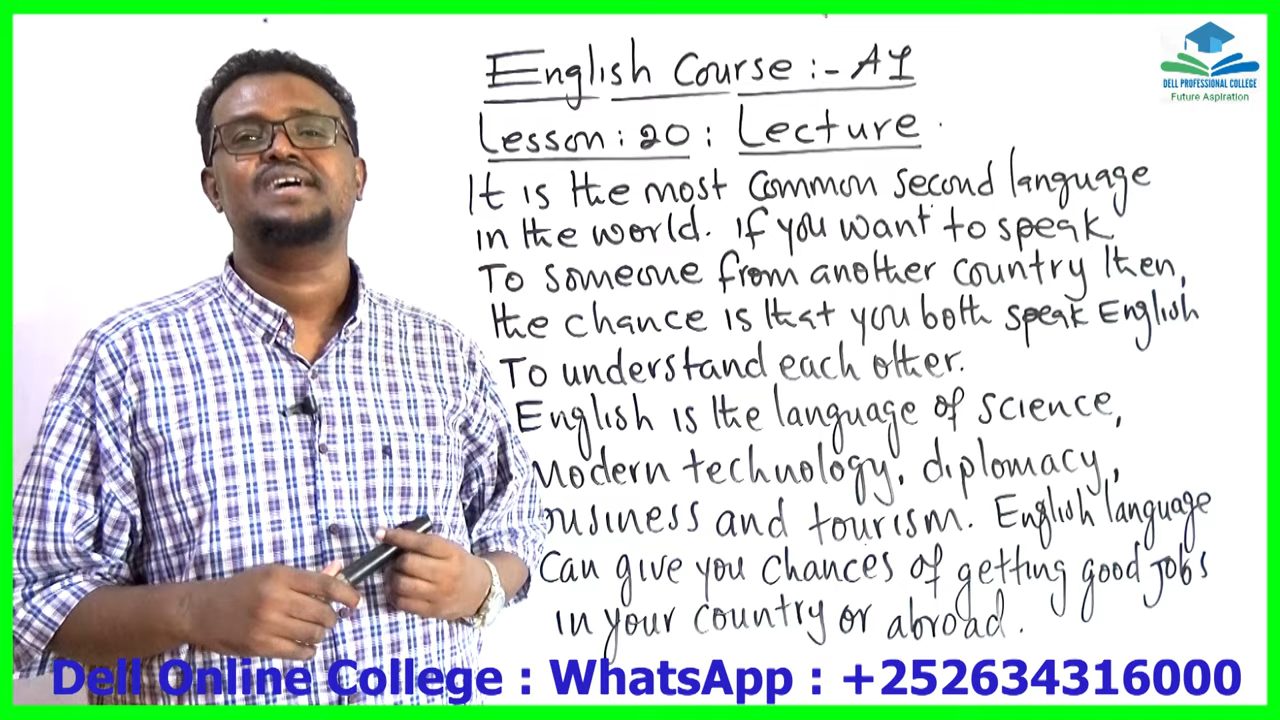 English Course :- A1
Lesson : 20 : Lecture
It is the most common second language
in the world. If you want to speak
To someone from another country then,
the chance is that you both speak English
To understand each other.
English is the language of science,
Modern technology, diplomacy,
business and tourism. English language
Can give you chances of getting good jobs
in your country or abroad.
DELL PROFESSIONAL COLLEGE
Future Aspiration
Dell Online College : WhatsApp : +252634316000